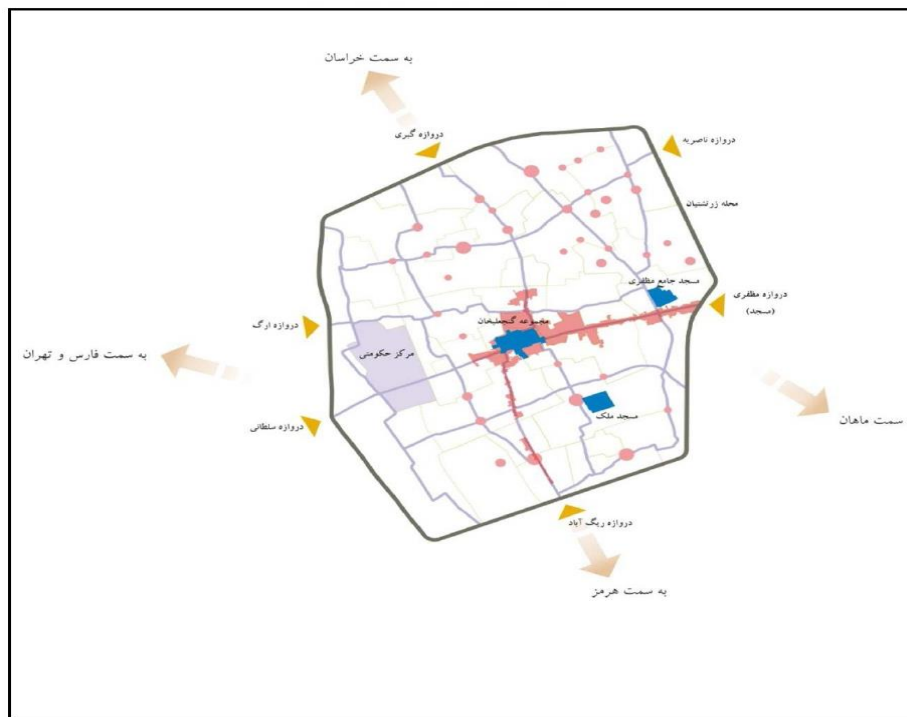 به سمت خراسان
دروازه گبری
دروازه ناصریه
محله زرتشتیان
مسجد جامع مظفری
دروازه مظفری
(مسجد)
مجموعه گنجعلیخان
دروازه ارگ
مرکز حکومتی
به سمت فارس و تهران
مسجد ملک
سمت ماهان
دروازه سلطانی
دروازه ریگ آباد
به سمت هرمز